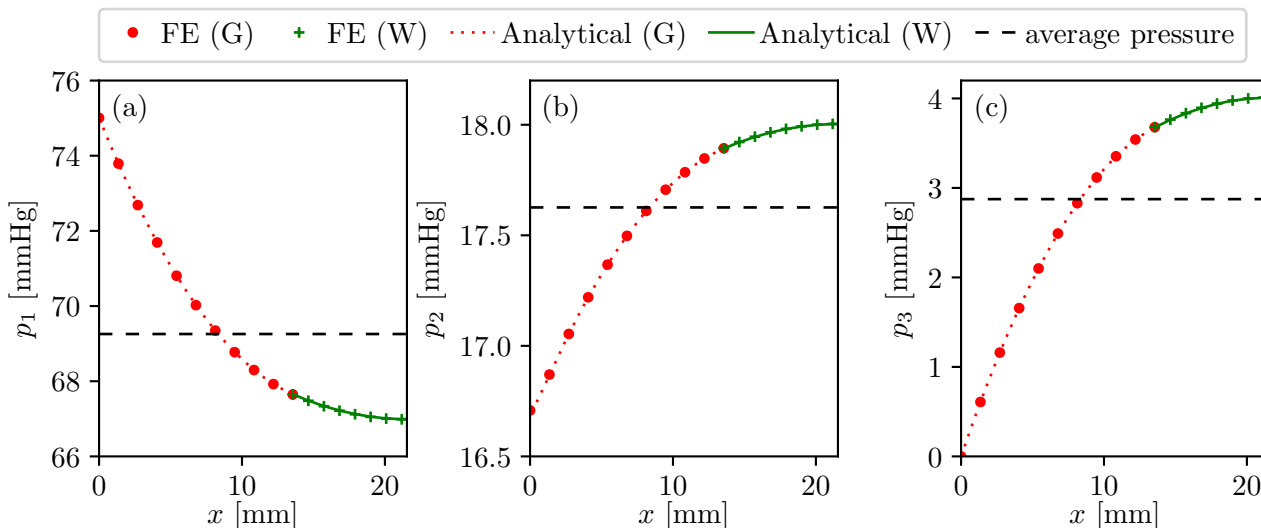 FE (G) FE (W) Analytical (G) Analytical (W) average pressure
(a)
76
74
72
70
68
66
p₁ [mmHg]
0 10 20
x [mm]
(b)
18.0
17.5
17.0
16.5
p₂ [mmHg]
0 10 20
x [mm]
(c)
4
3
2
1
0
p₃ [mmHg]
0 10 20
x [mm]